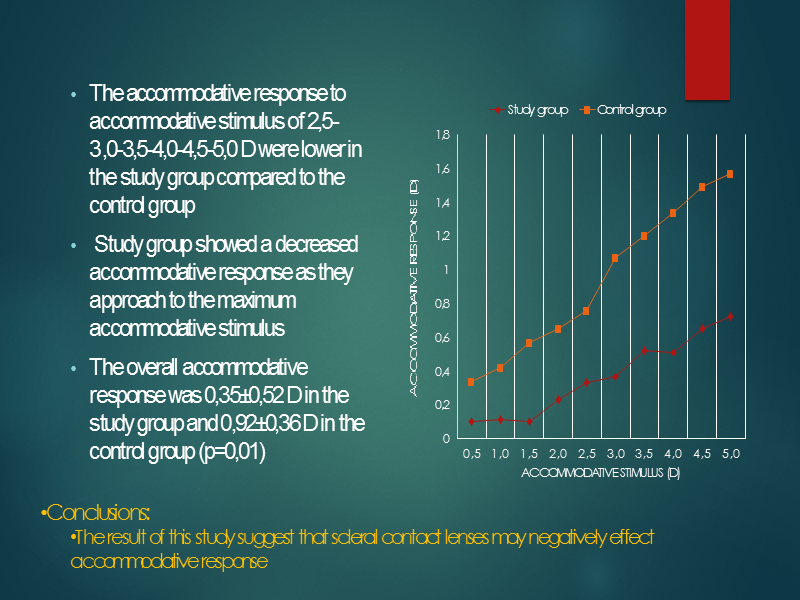 • The accommodative response to
accommodative stimulus of 2,5-
3,0-3,5-4,0-4,5-5,0 D were lower in
the study group compared to the
control group
• Study group showed a decreased
accommodative response as they
approach to the maximum
accommodative stimulus
• The overall accommodative
response was 0,35±0,52 D in the
study group and 0,92±0,36 D in the
control group (p=0,01)
Study group Control group
ACCOMMODATIVE RESPONSE (D)
1,8
1,6
1,4
1,2
1
0,8
0,6
0,4
0,2
0
0,5 1,0 1,5 2,0 2,5 3,0 3,5 4,0 4,5 5,0
ACCOMMODATIVE STIMULUS (D)
•Conclusions:
•The result of this study suggest that scleral contact lenses may negatively effect
accommodative response